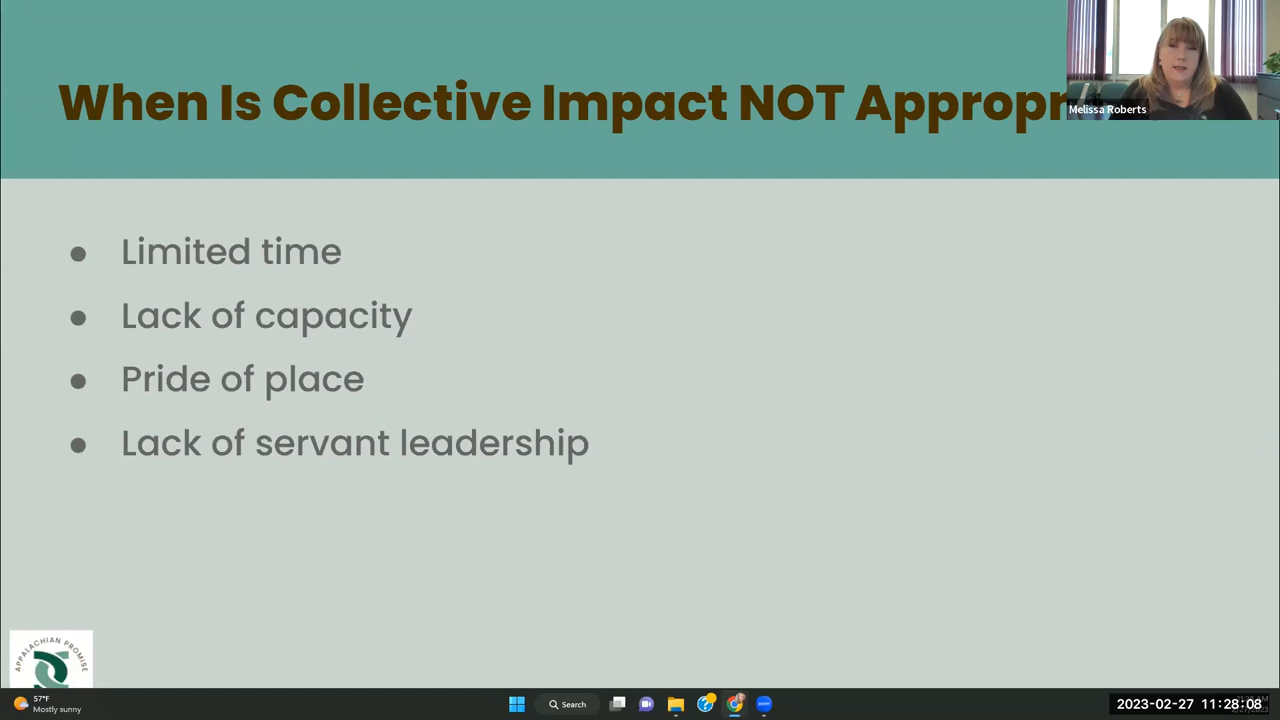 When Is Collective Impact NOT Appropr
Melissa Roberts
Limited time
Lack of capacity
Pride of place
Lack of servant leadership
APPALACHIAN PROMISE
57°F
Mostly sunny
Search
zoom
2023-02-27 11:28:08